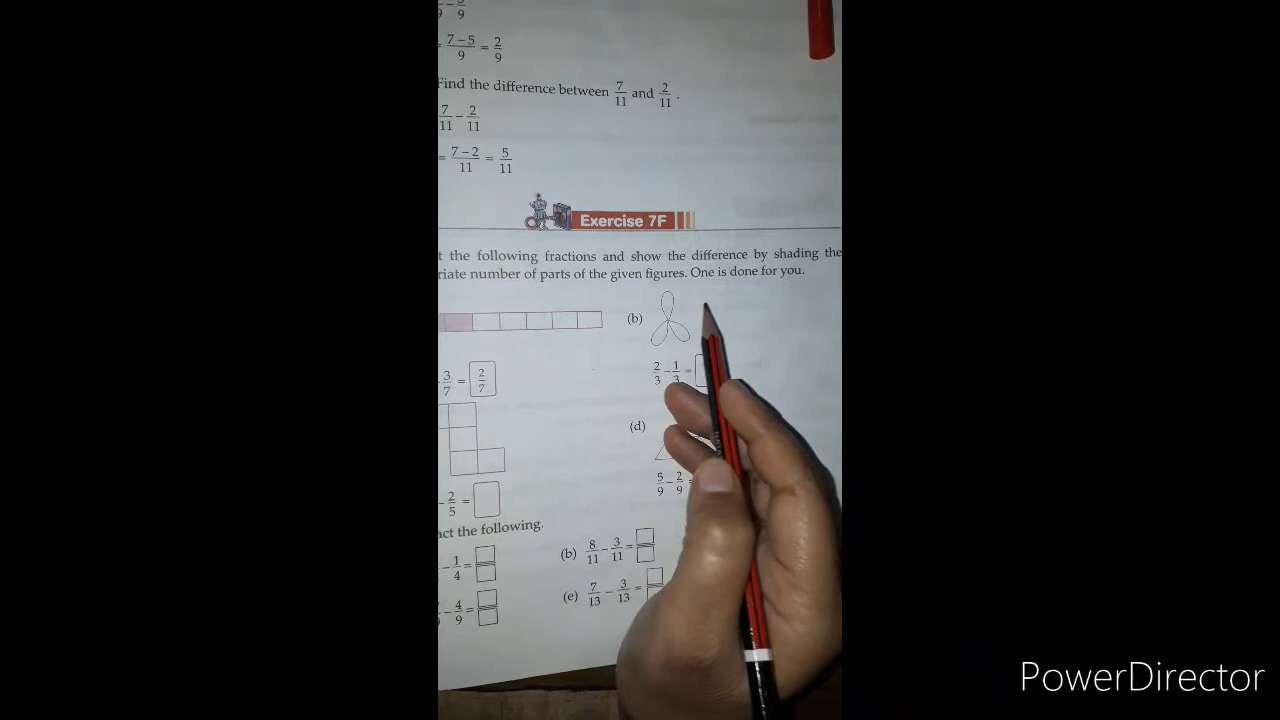 9 - 9
= 7-5/9 = 2/9
Find the difference between 7/11 and 2/11 .
7/11 - 2/11
= 7-2/11 = 5/11
Exercise 7F
t the following fractions and show the difference by shading the
riate number of parts of the given figures. One is done for you.
(b)
3/7 = 2/7
2/3 - 1/3 =
(d)
- 2/5 =
5/9 - 2/9 =
act the following.
- 1/4 =
(b) 8/11 - 3/11 =
- 4/9 =
(e) 7/13 - 3/13 =
PowerDirector